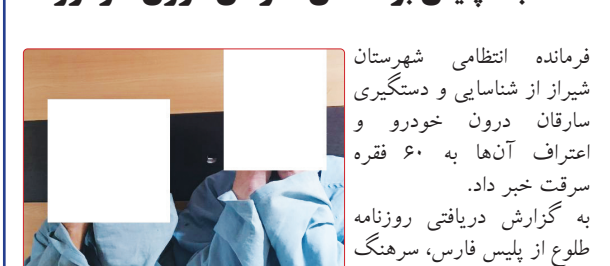 فرمانده انتظامی شهرستان
شیراز از شناسایی و دستگیری
سارقان درون خودرو و
اعتراف آن‌ها به ۶۰ فقره
سرقت خبر داد.
به گزارش دریافتی روزنامه
طلوع از پلیس فارس، سرهنگ